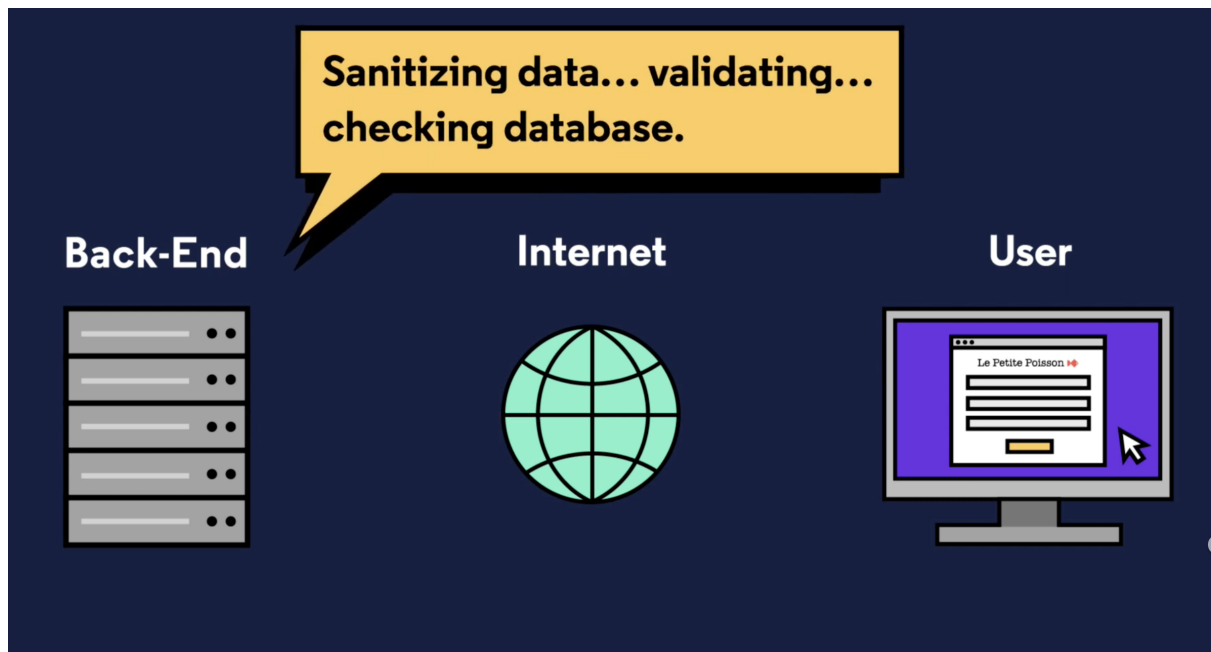 Sanitizing data... validating...
checking database.
Back-End
Internet
User
Le Petite Poisson